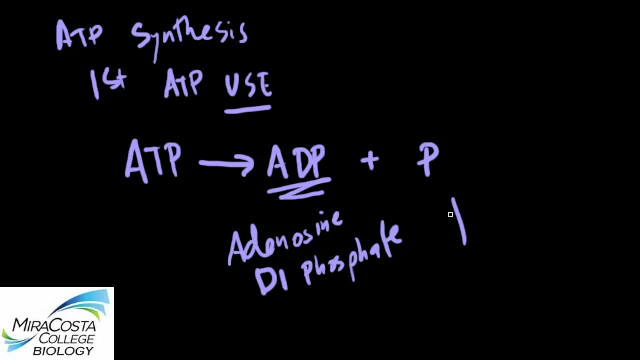 ATP Synthesis
1st ATP USE
ATP → ADP + P
Adenosine
DI Phosphate
MIRACOSTA
COLLEGE
BIOLOGY